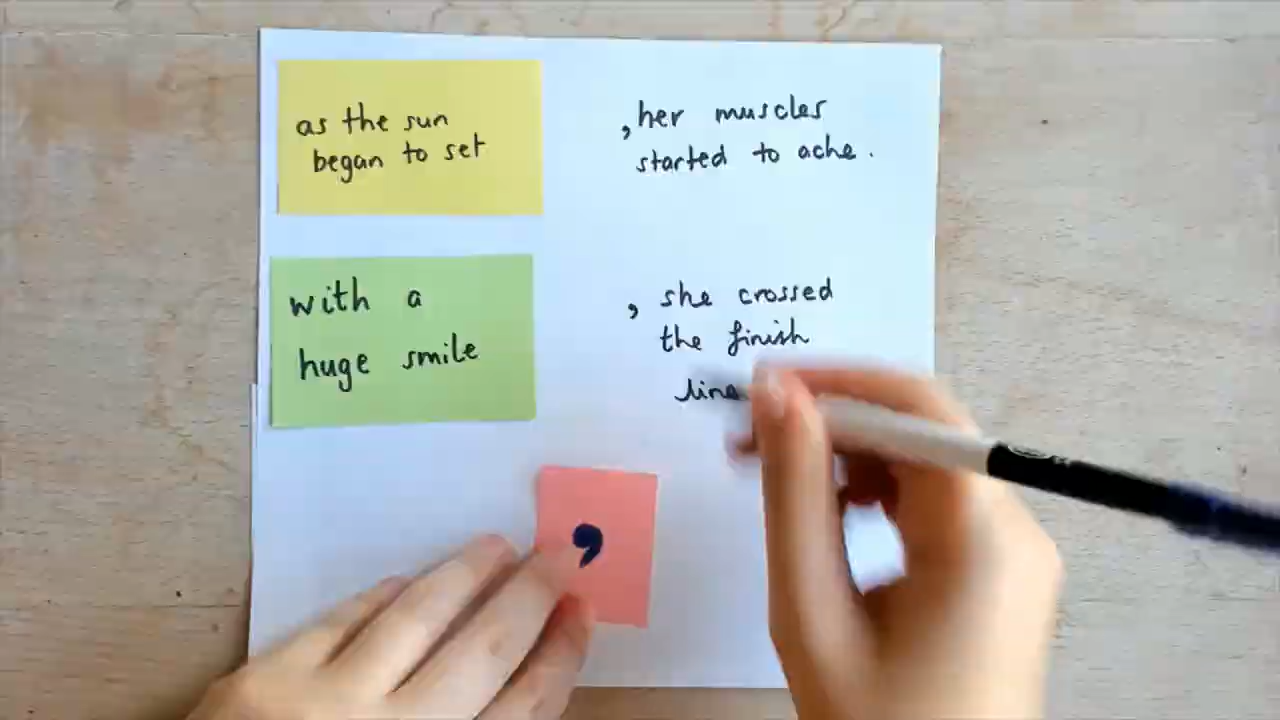 as the sun
began to set
, her muscles
started to ache.
with a
huge smile
, she crossed
the finish
line
,